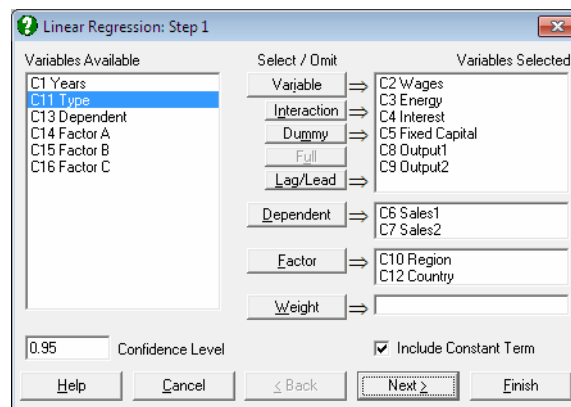 Linear Regression: Step 1
Variables Available
Select / Omit
Variables Selected
C1 Years
C11 Type
C13 Dependent
C14 Factor A
C15 Factor B
C16 Factor C
Variable
Interaction
Dummy
Full
Lag/Lead
C2 Wages
C3 Energy
C4 Interest
C5 Fixed Capital
C8 Output1
C9 Output2
Dependent
C6 Sales1
C7 Sales2
Factor
C10 Region
C12 Country
Weight
0.95 Confidence Level
Include Constant Term
Help
Cancel
< Back
Next >
Finish